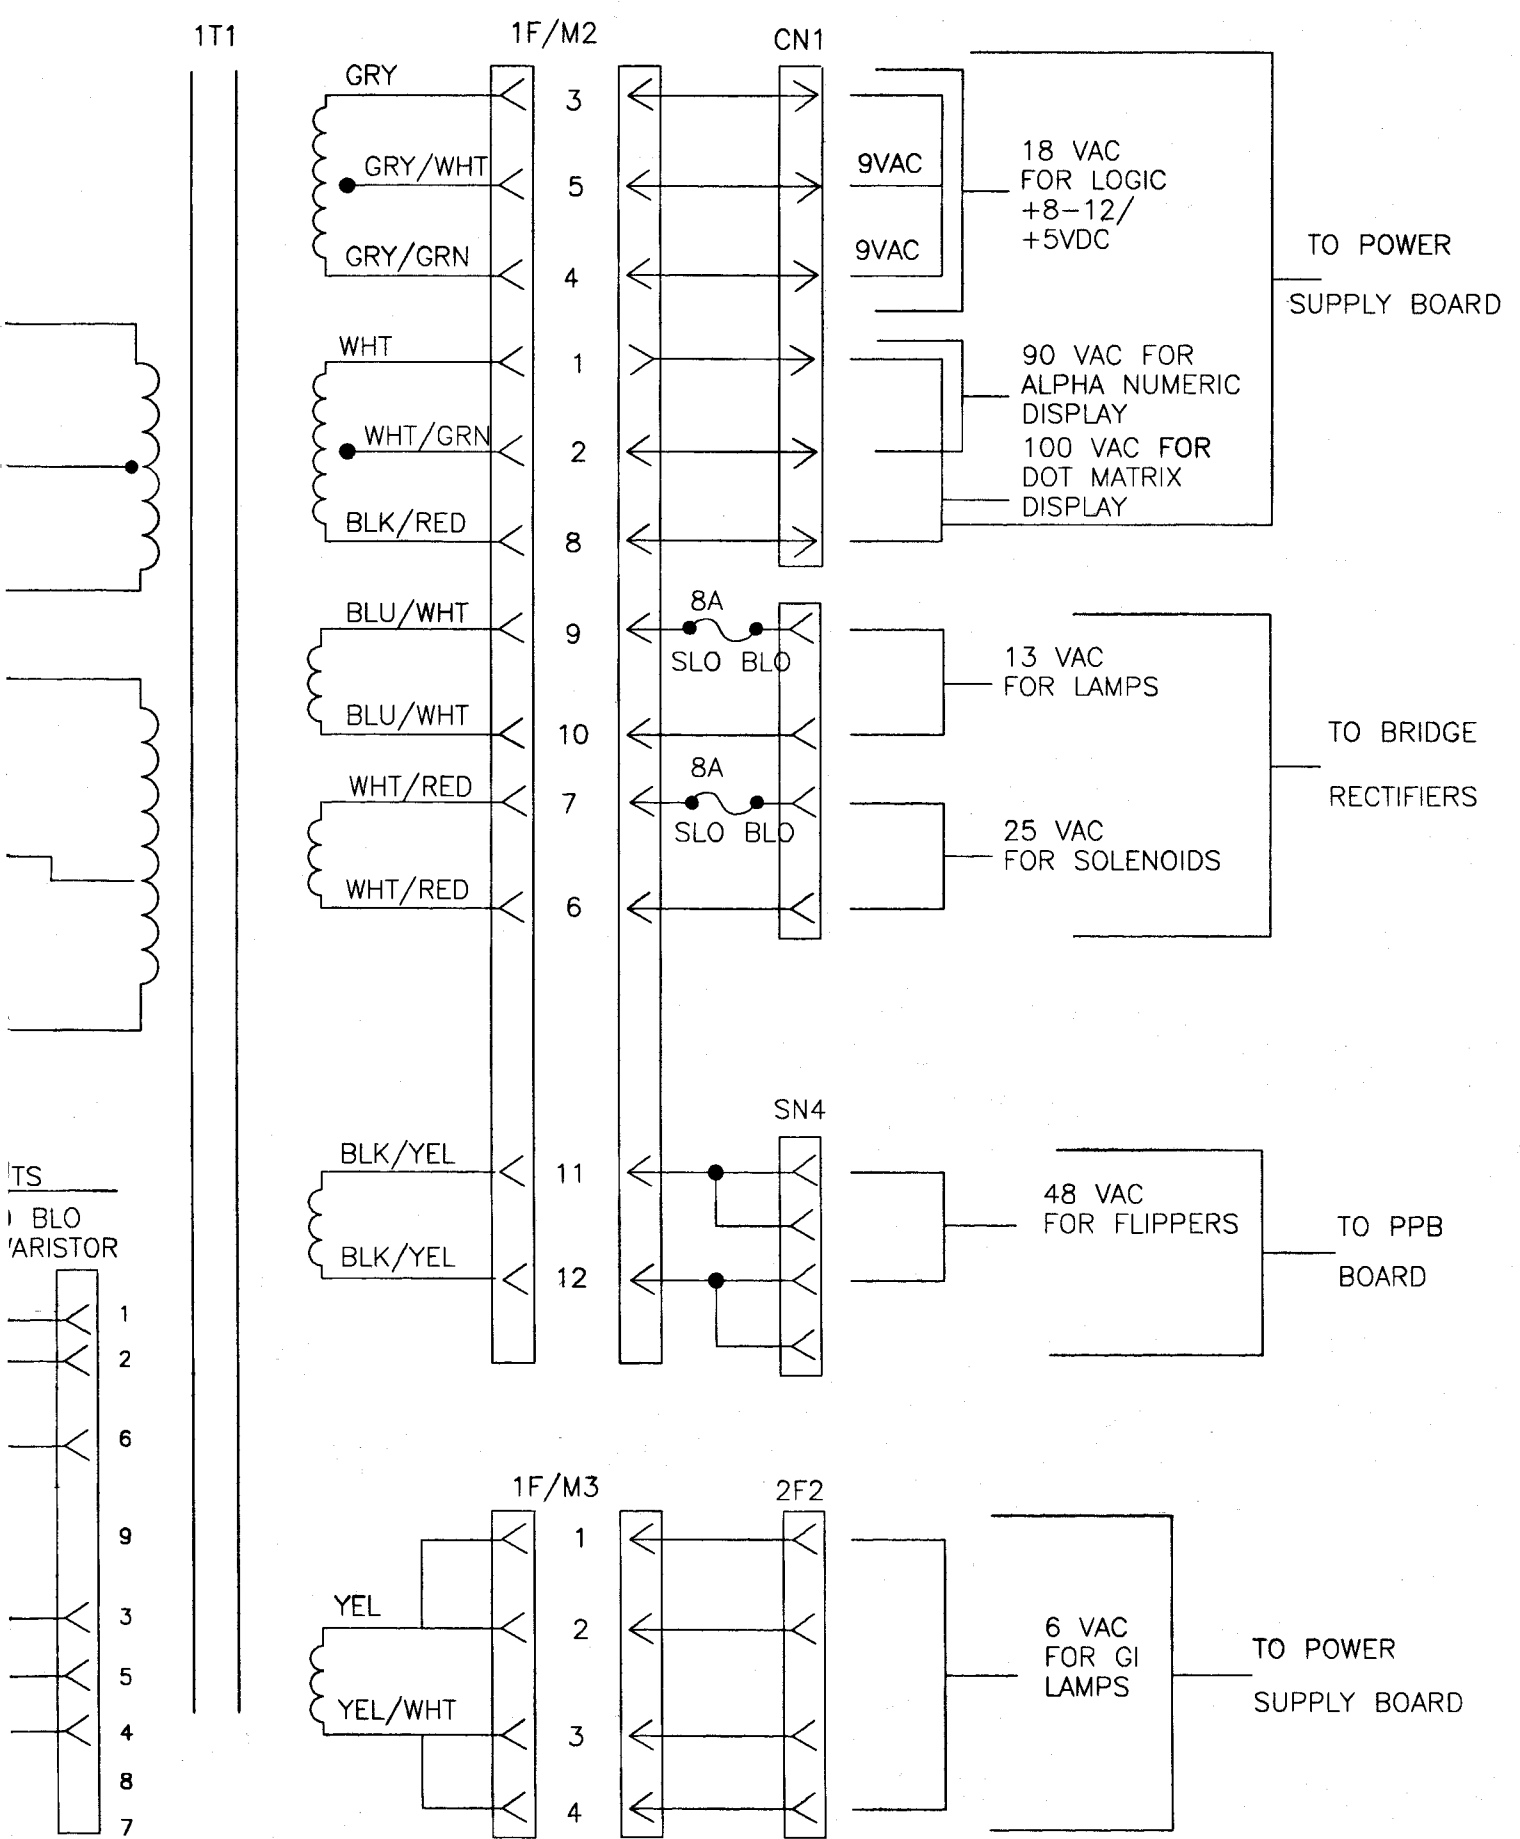 1T1
1F/M2
CN1
GRY
3
GRY/WHT
5
9VAC
GRY/GRN
4
9VAC
18 VAC
FOR LOGIC
+8-12/
+5VDC
TO POWER
SUPPLY BOARD
WHT
1
WHT/GRN
2
BLK/RED
8
90 VAC FOR
ALPHA NUMERIC
DISPLAY
100 VAC FOR
DOT MATRIX
DISPLAY
BLU/WHT
9
8A
SLO BLO
BLU/WHT
10
13 VAC
FOR LAMPS
WHT/RED
7
8A
SLO BLO
WHT/RED
6
25 VAC
FOR SOLENOIDS
TO BRIDGE
RECTIFIERS
SN4
BLK/YEL
11
BLK/YEL
12
48 VAC
FOR FLIPPERS
TO PPB
BOARD
TS
BLO
ARISTOR
1
2
6
9
3
5
4
8
7
1F/M3
2F2
1
YEL
2
YEL/WHT
3
4
6 VAC
FOR GI
LAMPS
TO POWER
SUPPLY BOARD